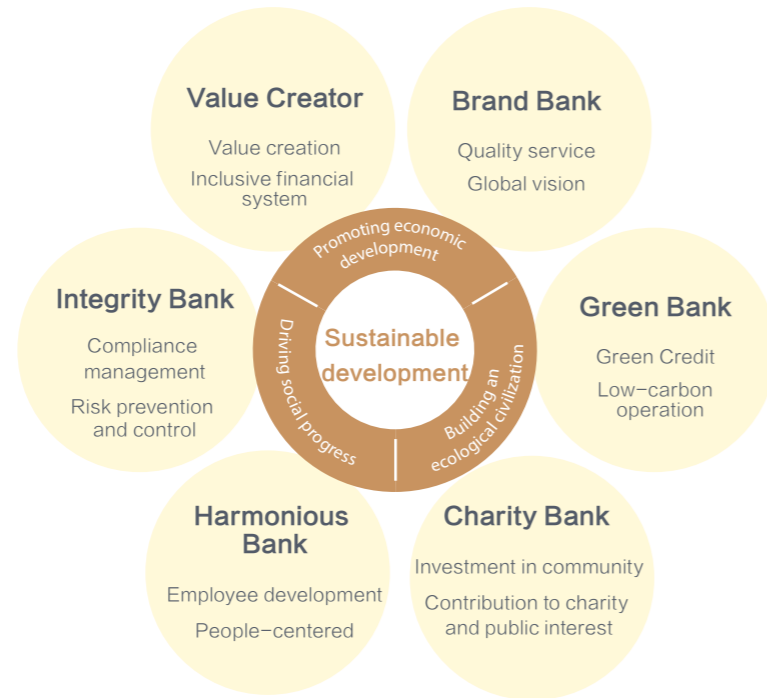 Value Creator
Value creation
Inclusive financial
system
Brand Bank
Quality service
Global vision
Promoting economic
development
Integrity Bank
Compliance
management
Risk prevention
and control
Driving social progress
Sustainable
development
Building an
ecological civilization
Green Bank
Green Credit
Low-carbon
operation
Harmonious
Bank
Employee development
People-centered
Charity Bank
Investment in community
Contribution to charity
and public interest